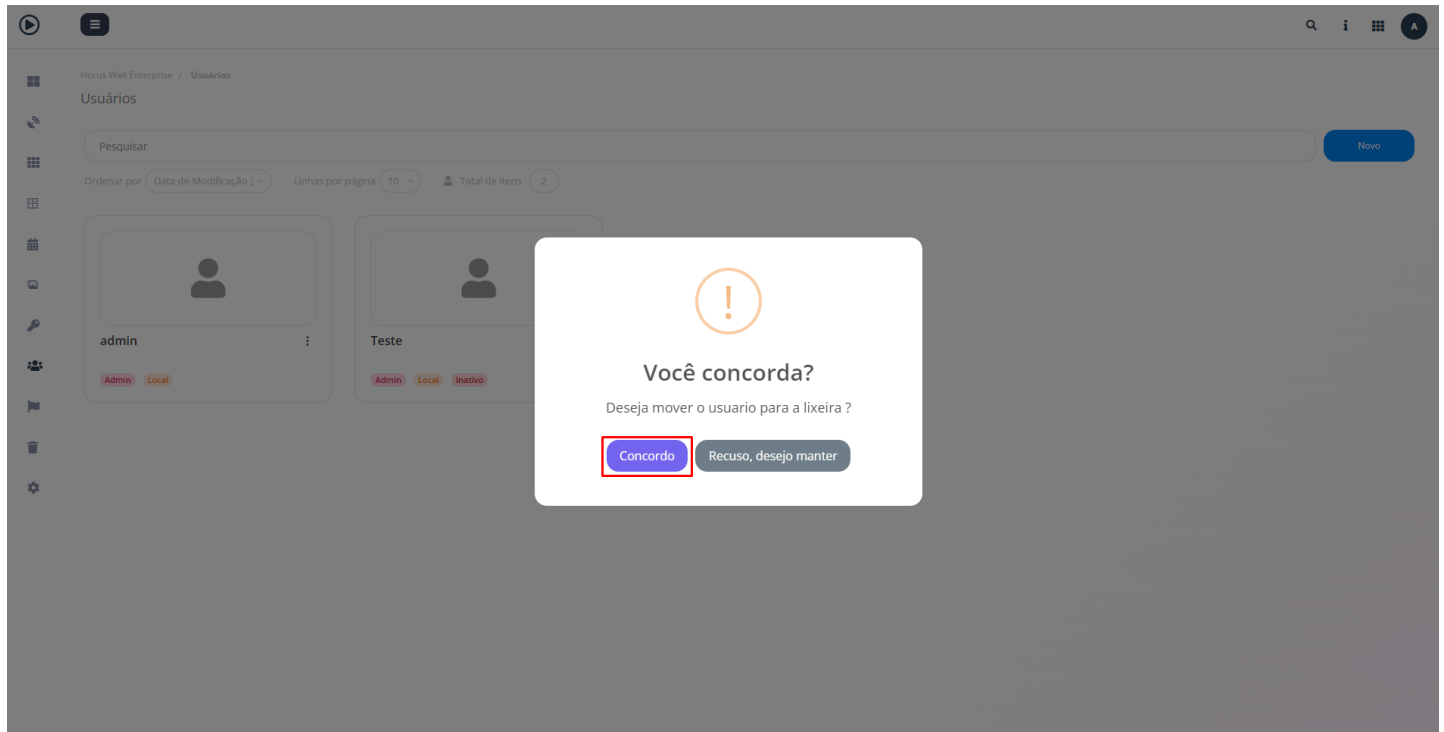 A
Horus Wall Enterprise / Usuários
Usuários
Pesquisar
Novo
Ordenar por Data de Modificação ↓ Linhas por página 10 Total de itens 2
admin
Teste
Admin Local
Admin Local Inativo
!
Você concorda?
Deseja mover o usuario para a lixeira ?
Concordo
Recuso, desejo manter